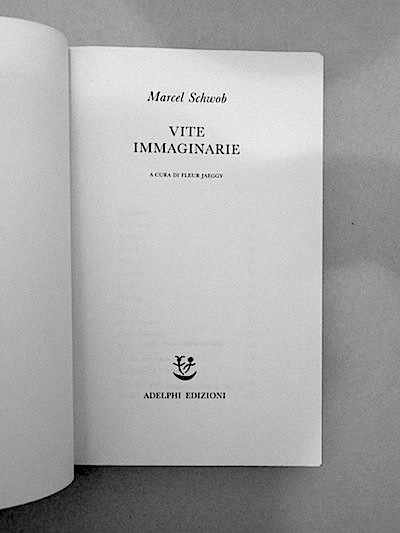 Marcel Schwob
VITE
IMMAGINARIE
A CURA DI FLEUR JAEGGY
ADELPHI EDIZIONI